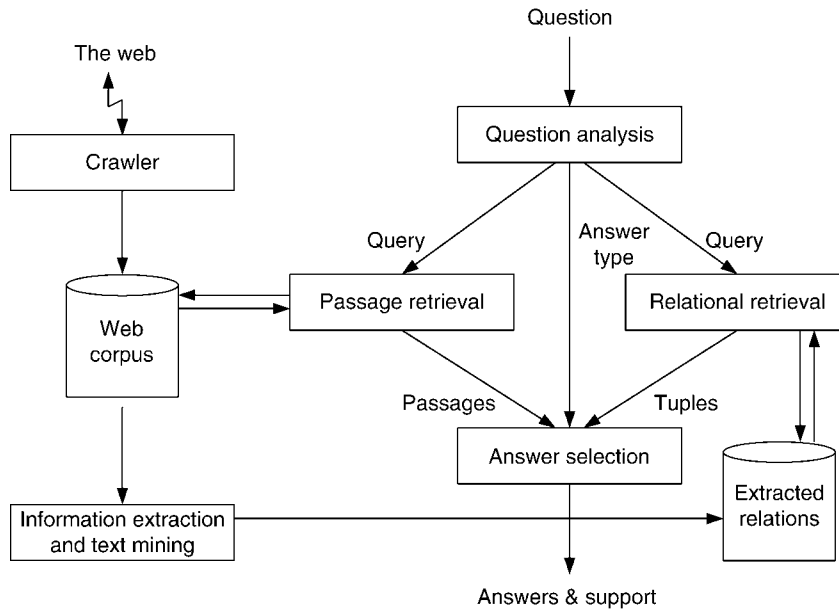 Question
The web
Question analysis
Crawler
Query
Answer
type
Query
Passage retrieval
Relational retrieval
Web
corpus
Passages
Tuples
Answer selection
Extracted
relations
Information extraction
and text mining
Answers & support